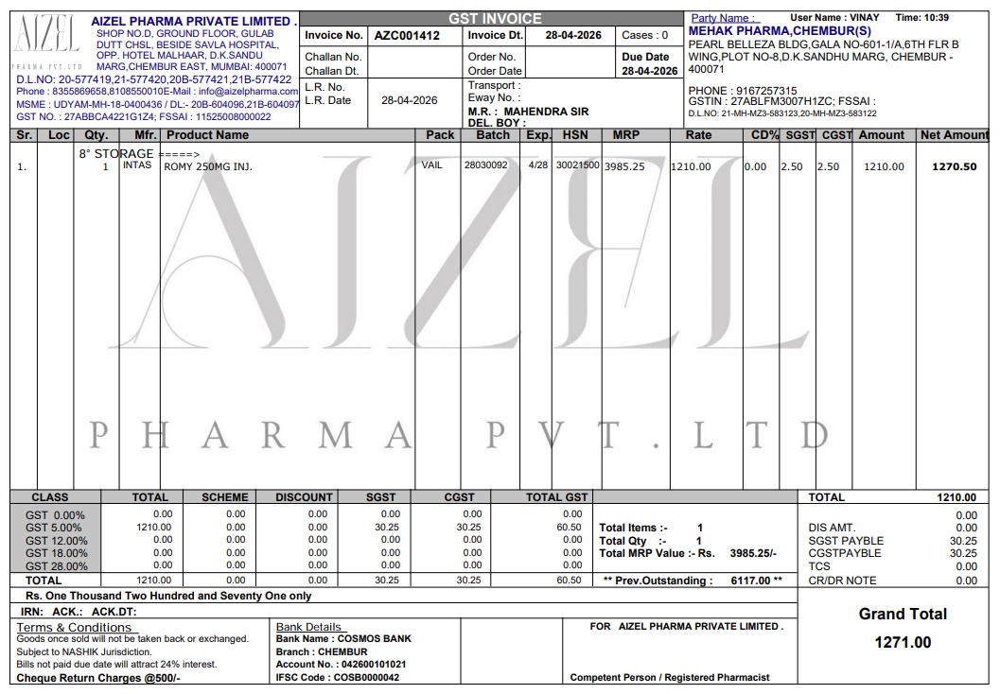 AIZEL
PHARMA PVT.LTD
AIZEL PHARMA PRIVATE LIMITED .
SHOP NO.D, GROUND FLOOR, GULAB
DUTT CHSL, BESIDE SAVLA HOSPITAL,
OPP. HOTEL MALHAAR, D.K.SANDU
MARG,CHEMBUR EAST, MUMBAI: 400071
D.L.NO: 20-577419,21-577420,20B-577421,21B-577422
Phone : 8355869658,8108550010E-Mail : info@aizelpharma.com
MSME : UDYAM-MH-18-0400436 / DL:- 20B-604096,21B-604097
GST NO. : 27ABBCA4221G1Z4; FSSAI : 11525008000022
GST INVOICE
Invoice No. AZC001412 Invoice Dt. 28-04-2026 Cases : 0
Challan No. Order No. Due Date
Challan Dt. Order Date 28-04-2026
L.R. No. Transport :
L.R. Date 28-04-2026 Eway No. :
M.R. : MAHENDRA SIR
DEL. BOY :
Party Name : User Name : VINAY Time: 10:39
MEHAK PHARMA,CHEMBUR(S)
PEARL BELLEZA BLDG,GALA NO-601-1/A,6TH FLR B
WING,PLOT NO-8,D.K.SANDHU MARG, CHEMBUR -
400071
PHONE : 9167257315
GSTIN : 27ABLFM3007H1ZC; FSSAI :
D.L.NO: 21-MH-MZ3-583123,20-MH-MZ3-583122
Sr. Loc Qty. Mfr. Product Name Pack Batch Exp. HSN MRP Rate CD% SGST CGST Amount Net Amount
8° STORAGE =====>
1. 1 INTAS ROMY 250MG INJ. VAIL 28030092 4/28 30021500 3985.25 1210.00 0.00 2.50 2.50 1210.00 1270.50
AIZEL
PHARMA PVT.LTD
CLASS TOTAL SCHEME DISCOUNT SGST CGST TOTAL GST
GST 0.00% 0.00 0.00 0.00 0.00 0.00 0.00
GST 5.00% 1210.00 0.00 0.00 30.25 30.25 60.50
GST 12.00% 0.00 0.00 0.00 0.00 0.00 0.00
GST 18.00% 0.00 0.00 0.00 0.00 0.00 0.00
GST 28.00% 0.00 0.00 0.00 0.00 0.00 0.00
TOTAL 1210.00 0.00 0.00 30.25 30.25 60.50
Total Items :- 1
Total Qty :- 1
Total MRP Value :- Rs. 3985.25/-
** Prev.Outstanding : 6117.00 **
TOTAL 1210.00
0.00
DIS AMT. 0.00
SGST PAYBLE 30.25
CGSTPAYBLE 30.25
TCS 0.00
CR/DR NOTE 0.00
Rs. One Thousand Two Hundred and Seventy One only
IRN: ACK.: ACK.DT:
Grand Total
1271.00
Terms & Conditions
Goods once sold will not be taken back or exchanged.
Subject to NASHIK Jurisdiction.
Bills not paid due date will attract 24% interest.
Cheque Return Charges @500/-
Bank Details
Bank Name : COSMOS BANK
Branch : CHEMBUR
Account No. : 042600101021
IFSC Code : COSB0000042
FOR AIZEL PHARMA PRIVATE LIMITED .
Competent Person / Registered Pharmacist